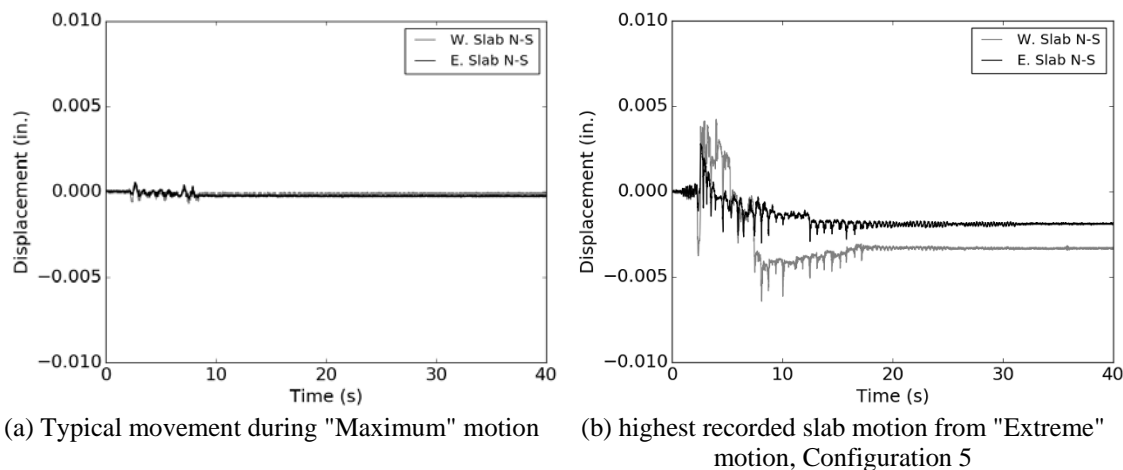 0.010
0.005
0.000
−0.005
−0.010
Displacement (in.)
0
10
20
30
40
Time (s)
W. Slab N-S
E. Slab N-S
(a) Typical movement during "Maximum" motion
0.010
0.005
0.000
−0.005
−0.010
Displacement (in.)
0
10
20
30
40
Time (s)
W. Slab N-S
E. Slab N-S
(b) highest recorded slab motion from "Extreme"
motion, Configuration 5